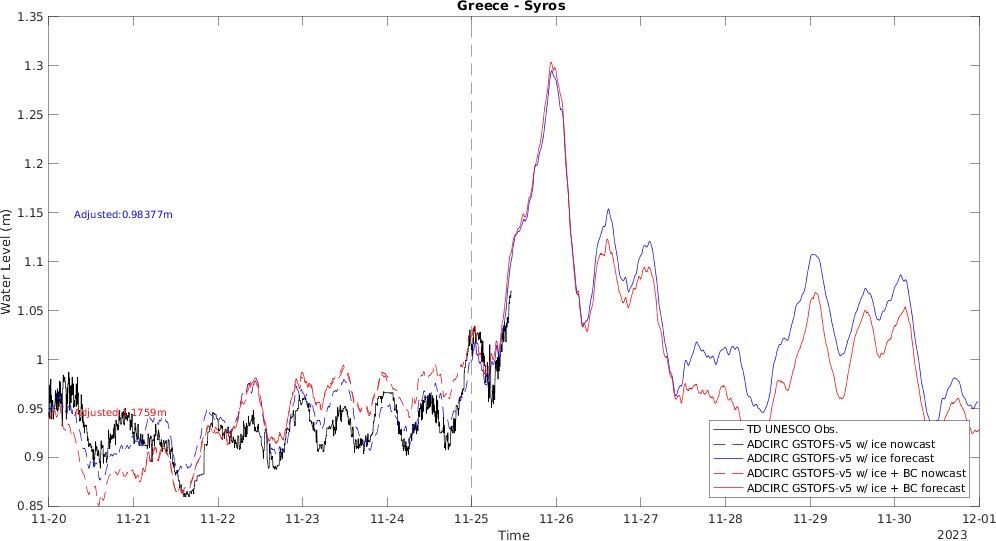 Greece - Syros
1.35
1.3
1.25
1.2
1.15
1.1
1.05
1
0.95
0.9
0.85
Water Level (m)
Adjusted:0.98377m
Adjusted:1.1759m
TD UNESCO Obs.
ADCIRC GSTOFS-v5 w/ ice nowcast
ADCIRC GSTOFS-v5 w/ ice forecast
ADCIRC GSTOFS-v5 w/ ice + BC nowcast
ADCIRC GSTOFS-v5 w/ ice + BC forecast
11-20 11-21 11-22 11-23 11-24 11-25 11-26 11-27 11-28 11-29 11-30 12-01
Time
2023